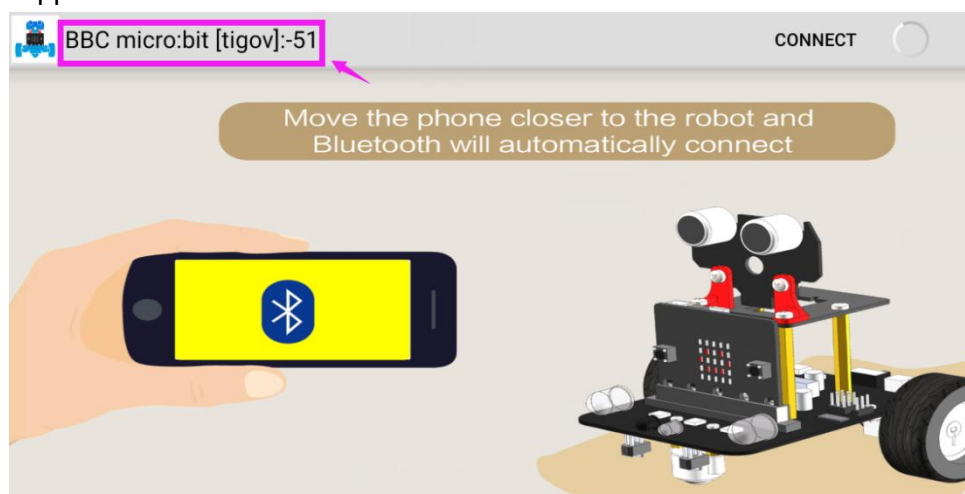 BBC micro:bit [tigov]:-51
CONNECT
Move the phone closer to the robot and
Bluetooth will automatically connect